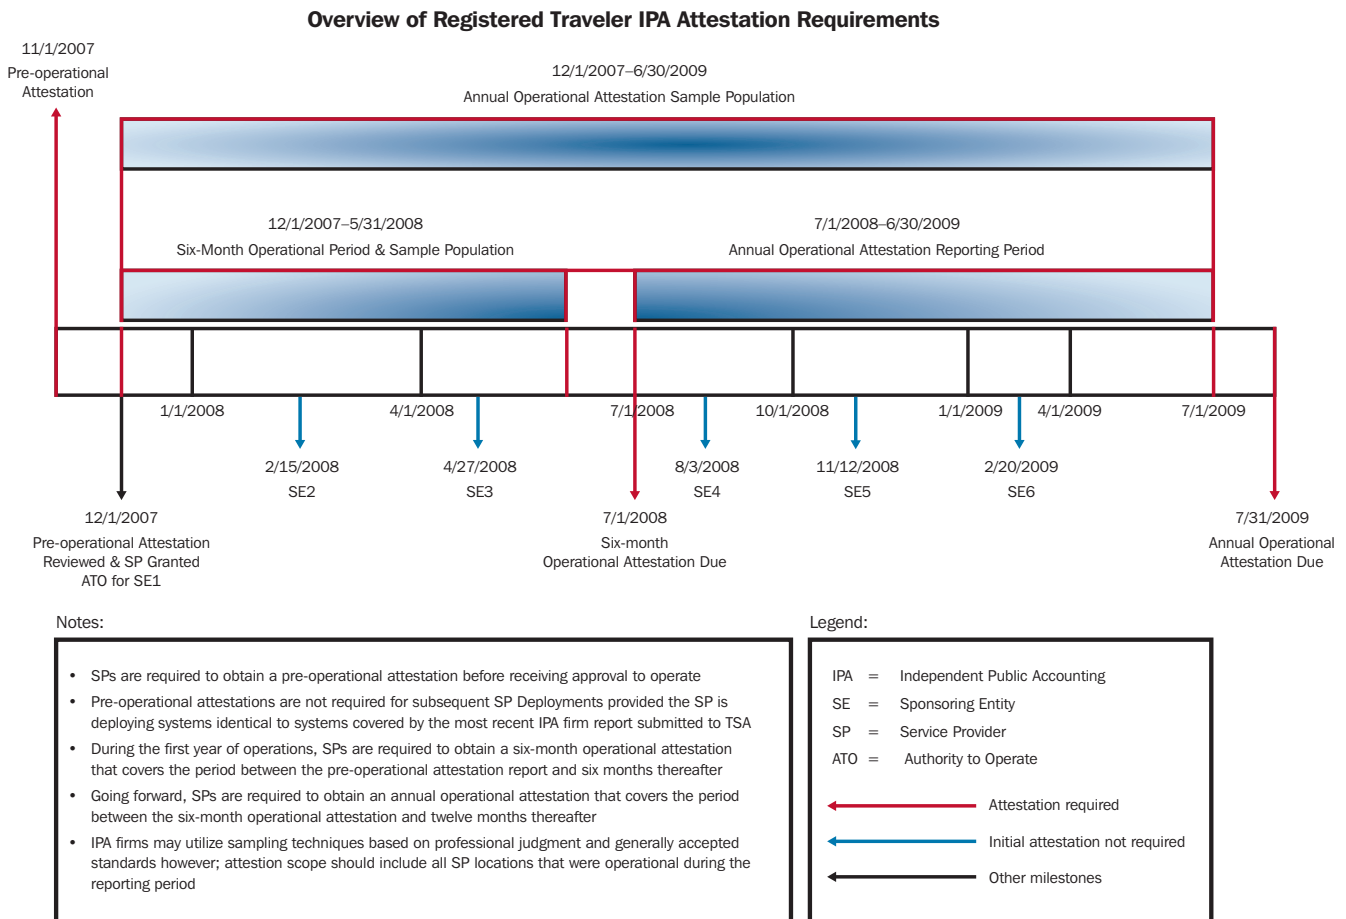 Overview of Registered Traveler IPA Attestation Requirements
11/1/2007
Pre-operational
Attestation
12/1/2007–6/30/2009
Annual Operational Attestation Sample Population
12/1/2007–5/31/2008
Six-Month Operational Period & Sample Population
7/1/2008–6/30/2009
Annual Operational Attestation Reporting Period
1/1/2008
4/1/2008
7/1/2008
10/1/2008
1/1/2009
4/1/2009
7/1/2009
2/15/2008
SE2
4/27/2008
SE3
8/3/2008
SE4
11/12/2008
SE5
2/20/2009
SE6
12/1/2007
Pre-operational Attestation
Reviewed & SP Granted
ATO for SE1
7/1/2008
Six-month
Operational Attestation Due
7/31/2009
Annual Operational
Attestation Due
Notes:
• SPs are required to obtain a pre-operational attestation before receiving approval to operate
• Pre-operational attestations are not required for subsequent SP Deployments provided the SP is
deploying systems identical to systems covered by the most recent IPA firm report submitted to TSA
• During the first year of operations, SPs are required to obtain a six-month operational attestation
that covers the period between the pre-operational attestation report and six months thereafter
• Going forward, SPs are required to obtain an annual operational attestation that covers the period
between the six-month operational attestation and twelve months thereafter
• IPA firms may utilize sampling techniques based on professional judgment and generally accepted
standards however; attestion scope should include all SP locations that were operational during the
reporting period
Legend:
IPA = Independent Public Accounting
SE = Sponsoring Entity
SP = Service Provider
ATO = Authority to Operate
Attestation required
Initial attestation not required
Other milestones